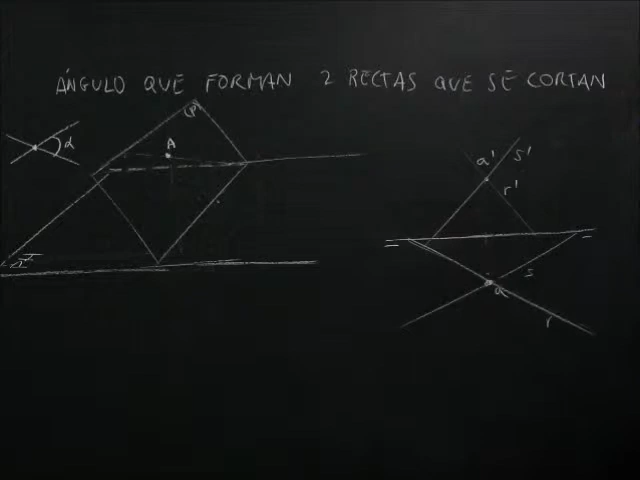 ÁNGULO QUE FORMAN 2 RECTAS QUE SE CORTAN
α
A
a' s'
r'
s
a
r